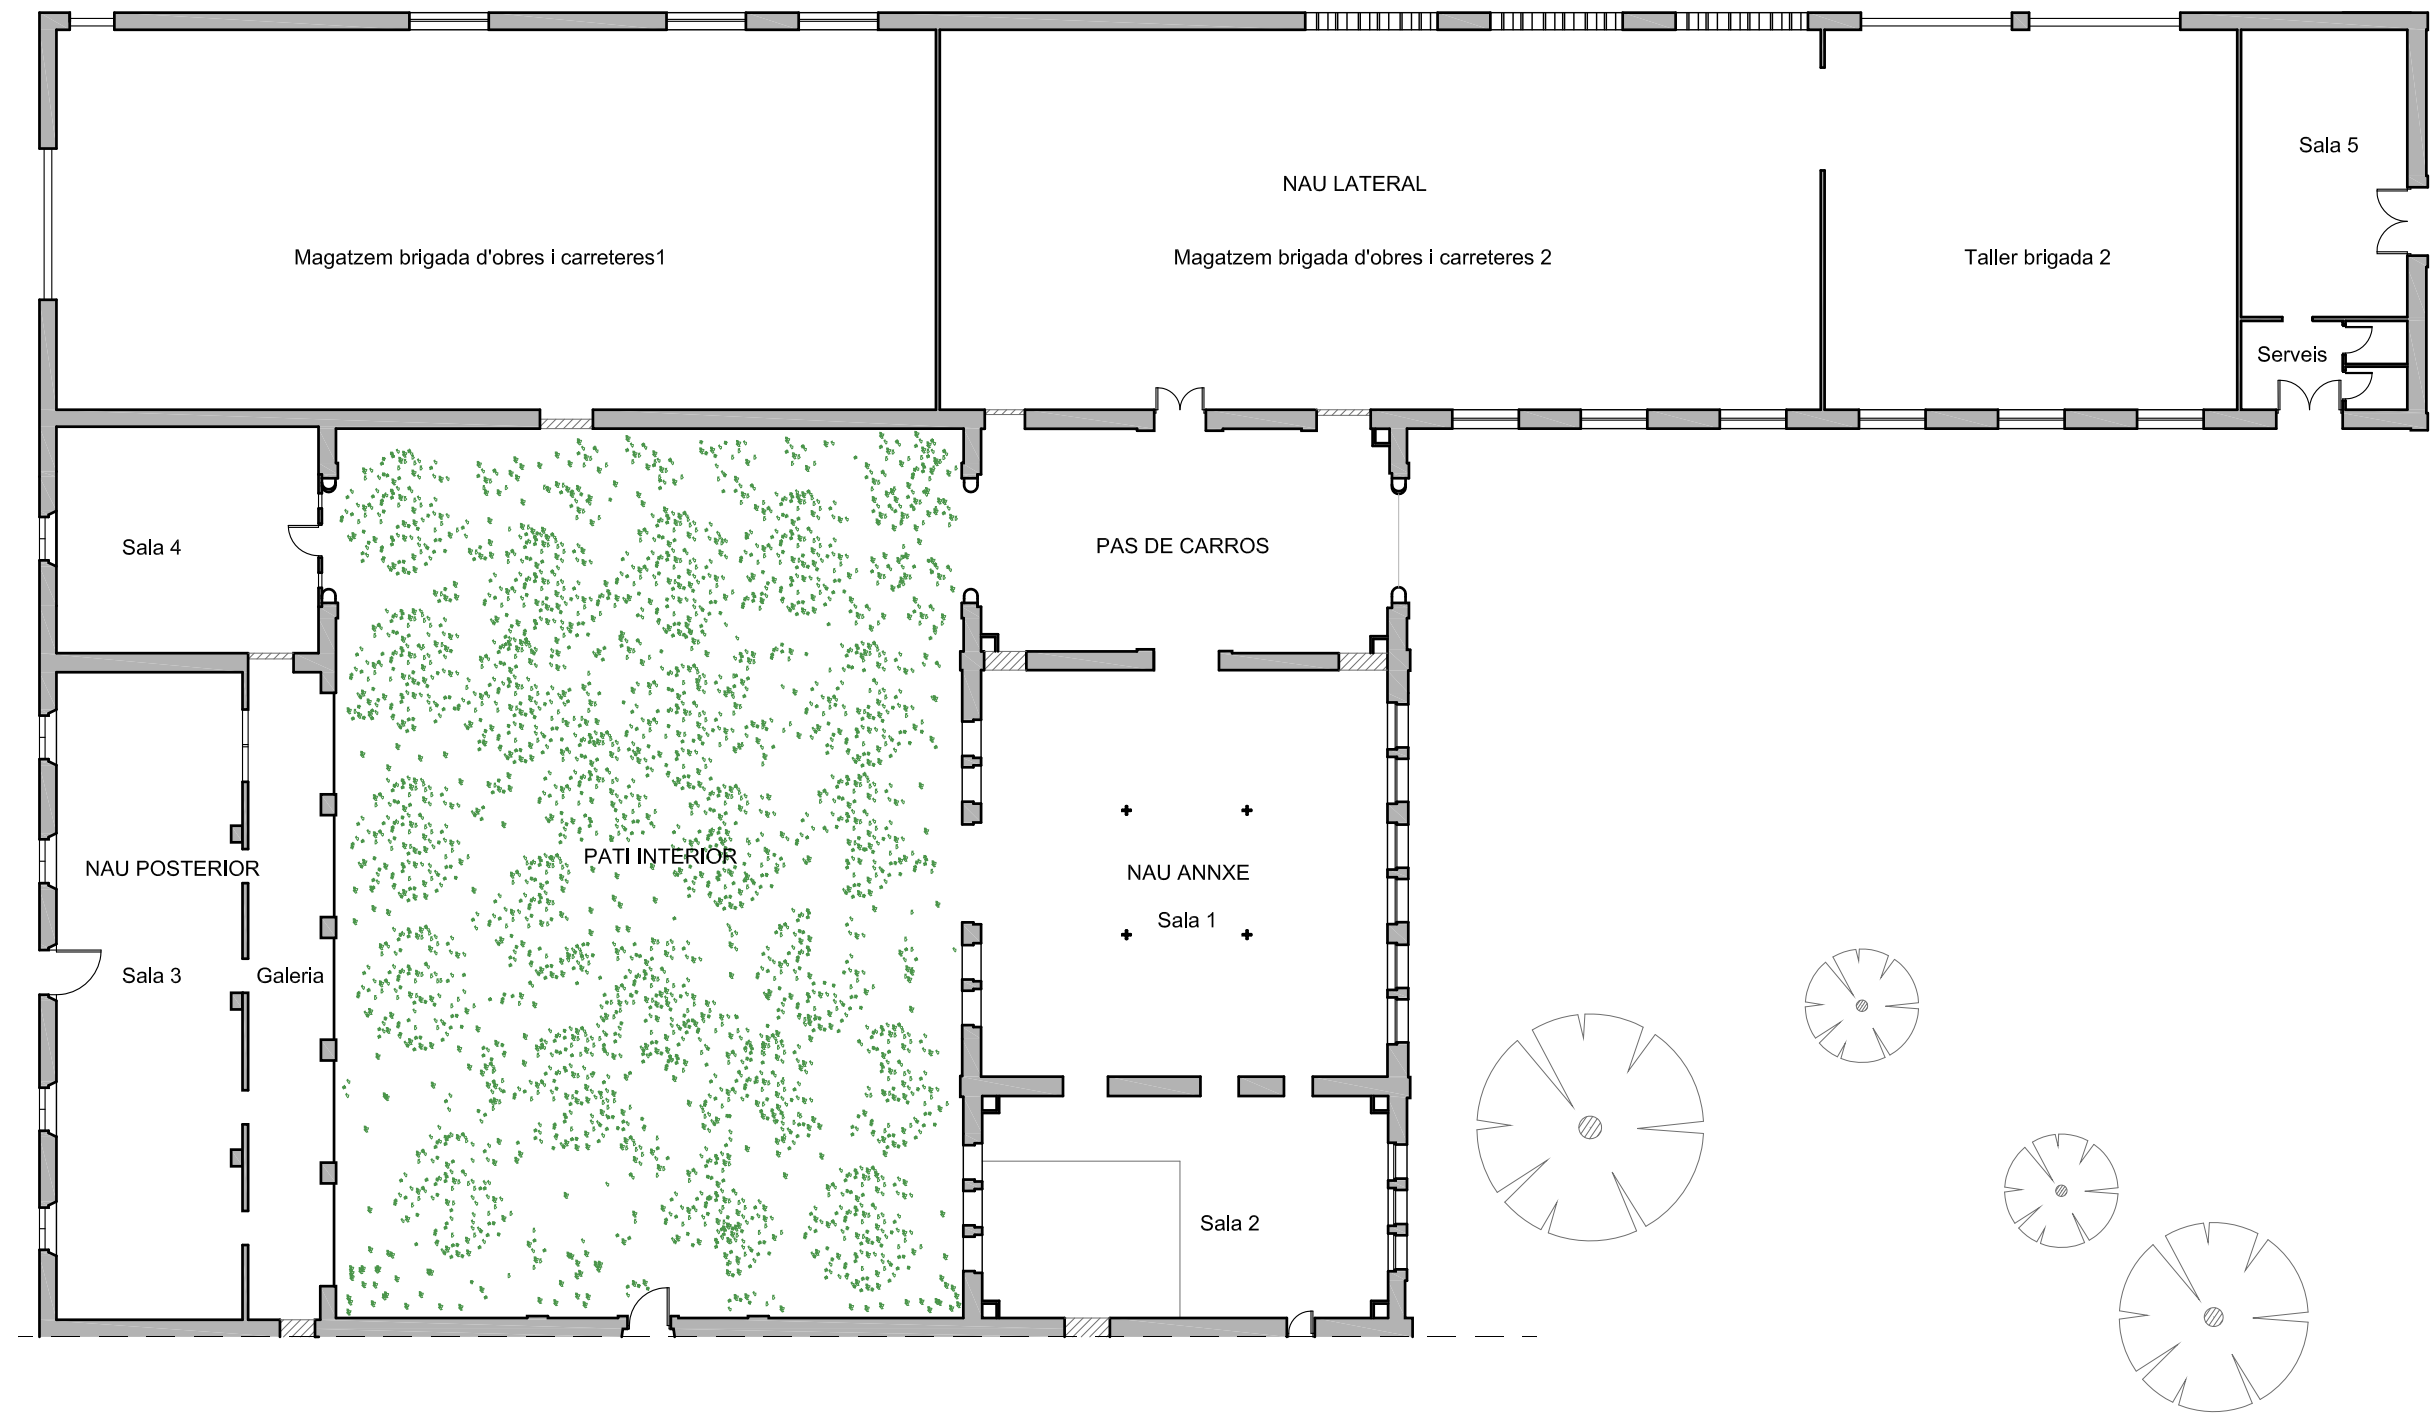 Sala 5
NAU LATERAL
Magatzem brigada d'obres i carreteres1
Magatzem brigada d'obres i carreteres 2
Taller brigada 2
Serveis
Sala 4
PAS DE CARROS
PATI INTERIOR
NAU POSTERIOR
NAU ANNXE
Sala 1
Sala 3
Galeria
Sala 2